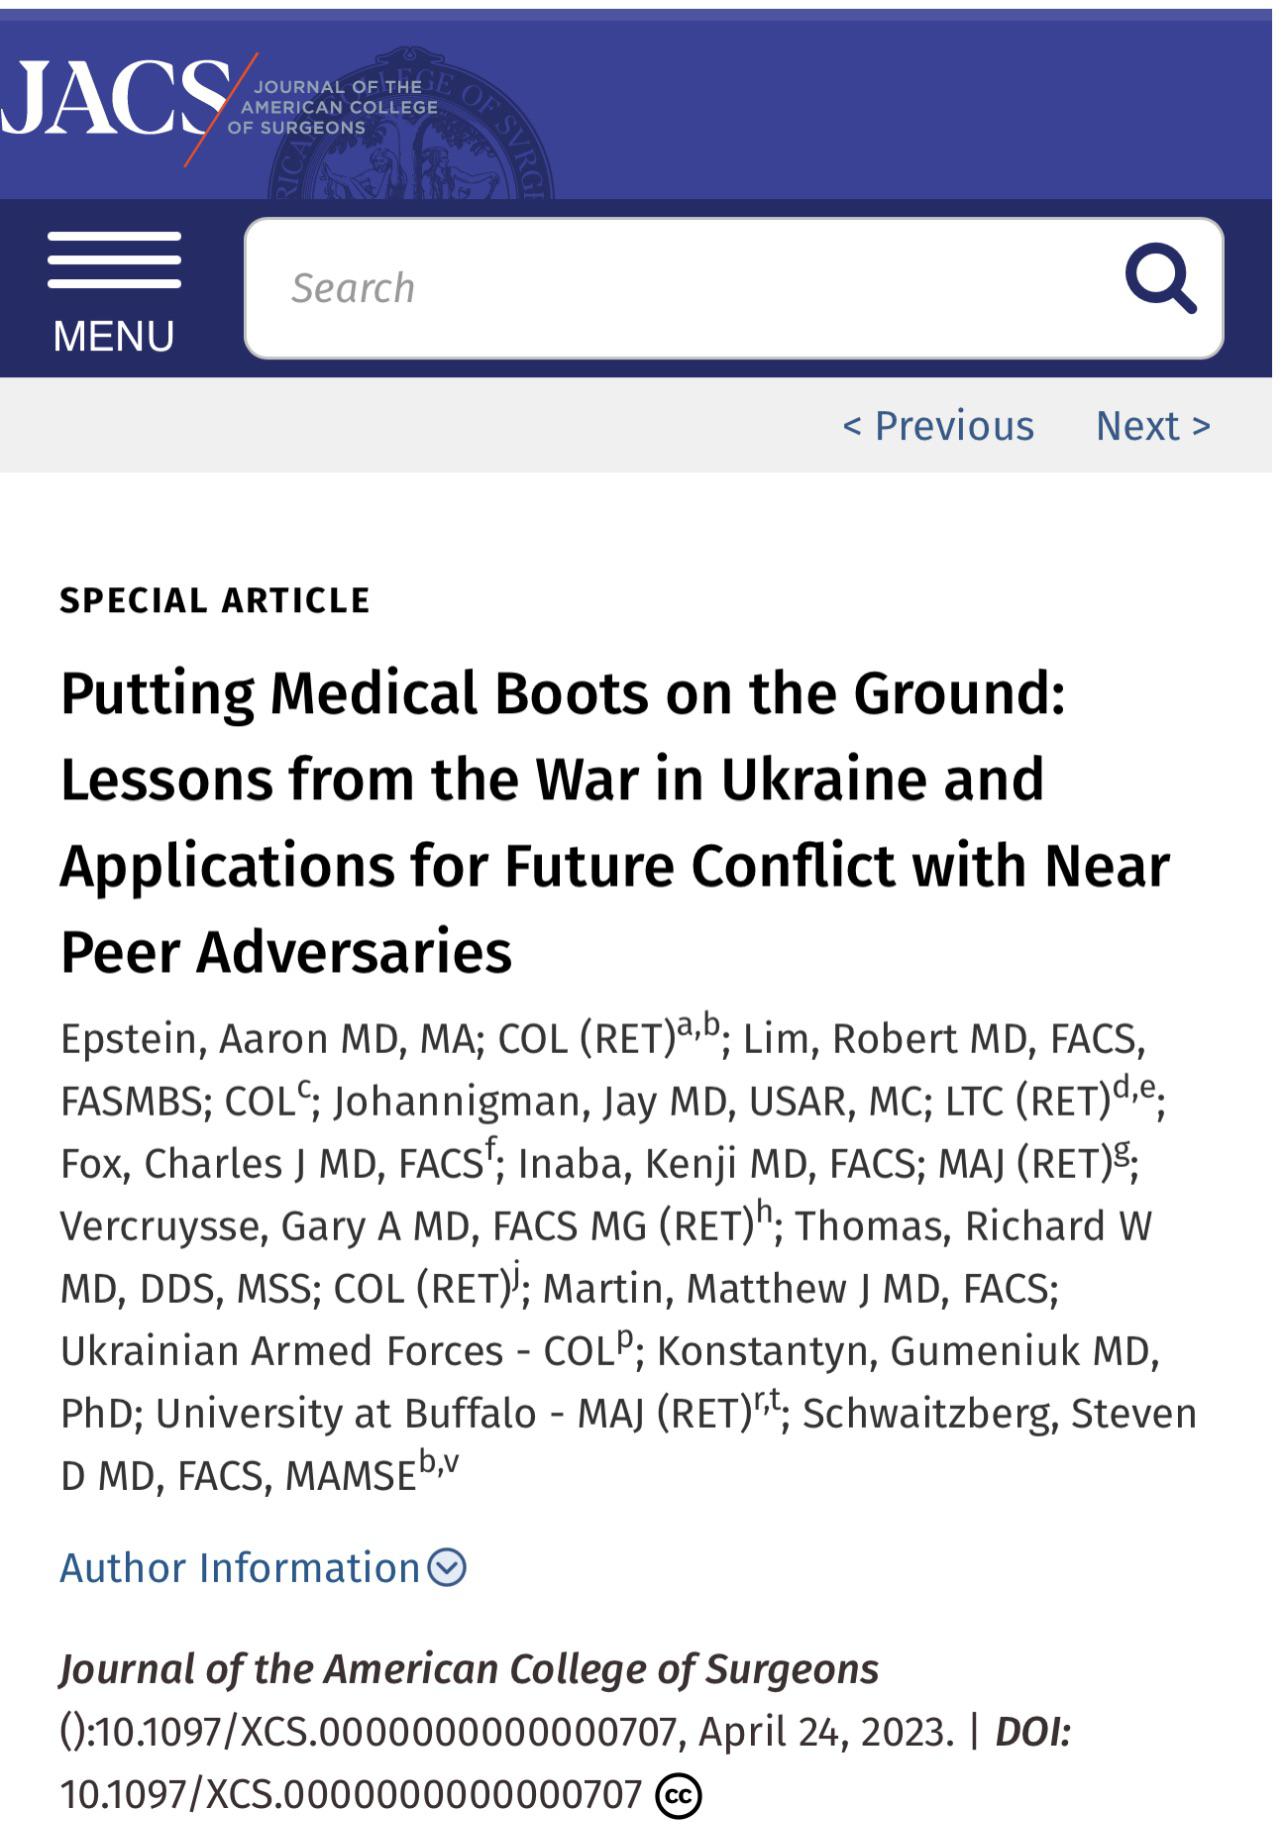 JACS
JOURNAL OF THE
AMERICAN COLLEGE
OF SURGEONS
MENU
Search
< Previous Next >
SPECIAL ARTICLE
Putting Medical Boots on the Ground:
Lessons from the War in Ukraine and
Applications for Future Conflict with Near
Peer Adversaries
Epstein, Aaron MD, MA; COL (RET)a,b; Lim, Robert MD, FACS,
FASMBS; COLc; Johannigman, Jay MD, USAR, MC; LTC (RET)d,e;
Fox, Charles J MD, FACSf; Inaba, Kenji MD, FACS; MAJ (RET)g;
Vercruysse, Gary A MD, FACS MG (RET)h; Thomas, Richard W
MD, DDS, MSS; COL (RET)j; Martin, Matthew J MD, FACS;
Ukrainian Armed Forces - COLp; Konstantyn, Gumeniuk MD,
PhD; University at Buffalo - MAJ (RET)r,t; Schwaitzberg, Steven
D MD, FACS, MAMSEb,v
Author Information
Journal of the American College of Surgeons
():10.1097/XCS.0000000000000707, April 24, 2023. | DOI:
10.1097/XCS.0000000000000707 cc